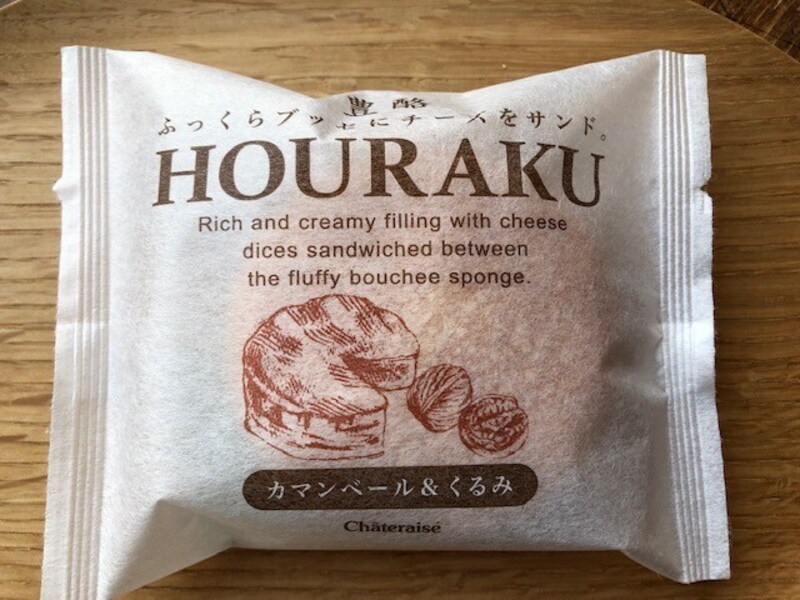 豊酪
ふっくらブッセにチーズをサンド。
HOURAKU
Rich and creamy filling with cheese
dices sandwiched between
the fluffy bouchee sponge.
カマンベール&くるみ
Châteraisé